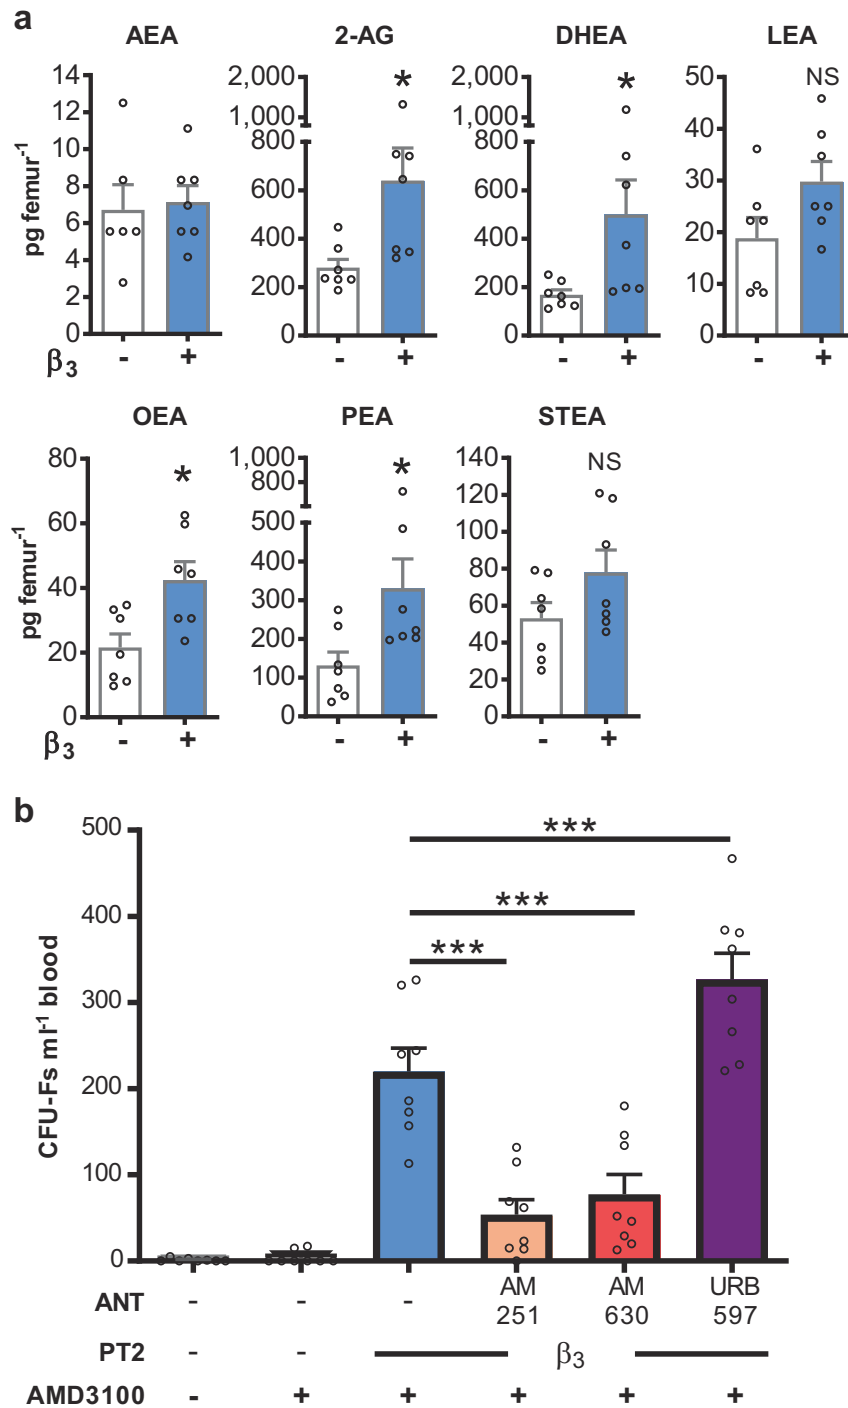 a
AEA 2-AG DHEA LEA
14 2,000 * 2,000 * 50 NS
12 1,000 1,000 40
10 800 800
8 600 600 30
6 400 400 20
4 200 200 10
2
0 0 0 0
pg femur-1
β3 - + - + - + - +
OEA PEA STEA
80 * 1,000 * 140 NS
800 120
60 500 100
400 80
40 300 60
200 40
20 100 20
0 0 0
pg femur-1
β3 - + - + - +
b
500
***
400
***
***
300
200
100
0
CFU-Fs ml-1 blood
ANT - - - AM 251 AM 630 URB 597
PT2 - - β3
AMD3100 - + + + + +